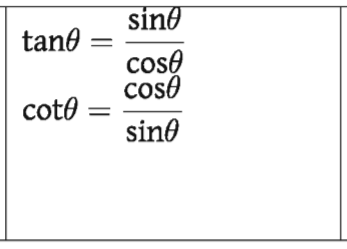 tanθ = sinθ/cosθ
cotθ = cosθ/sinθ